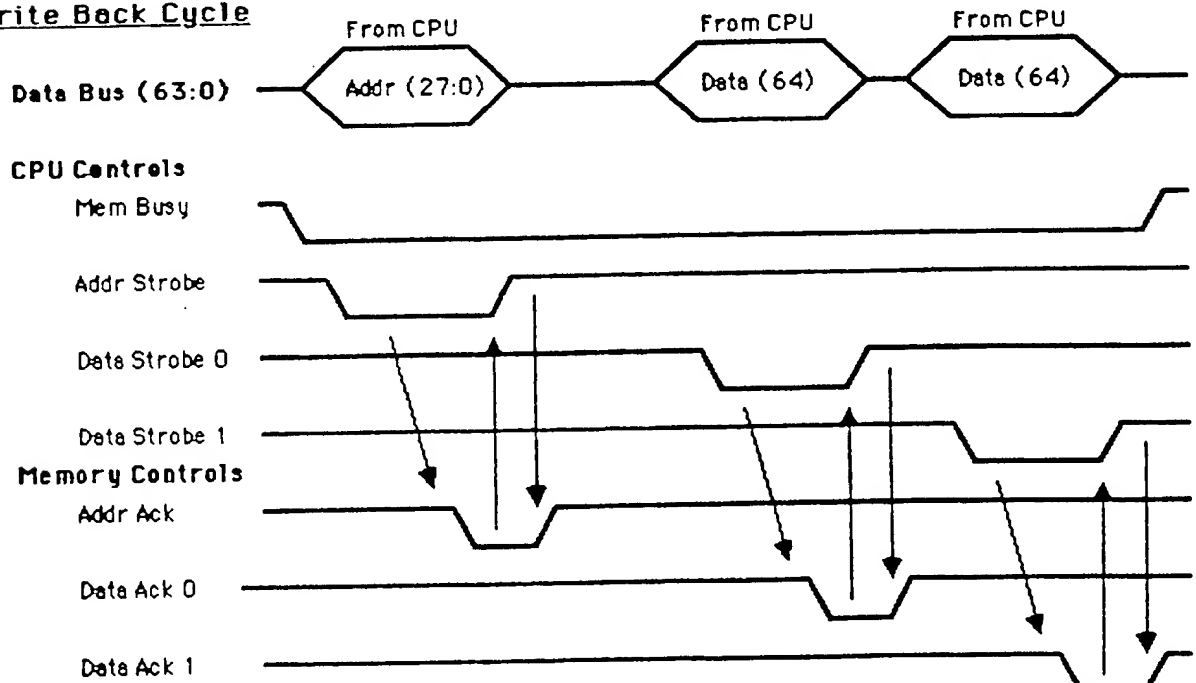 rite Back Cycle
From CPU From CPU From CPU
Data Bus (63:0) Addr (27:0) Data (64) Data (64)
CPU Controls
Mem Busy
Addr Strobe
Data Strobe 0
Data Strobe 1
Memory Controls
Addr Ack
Data Ack 0
Data Ack 1